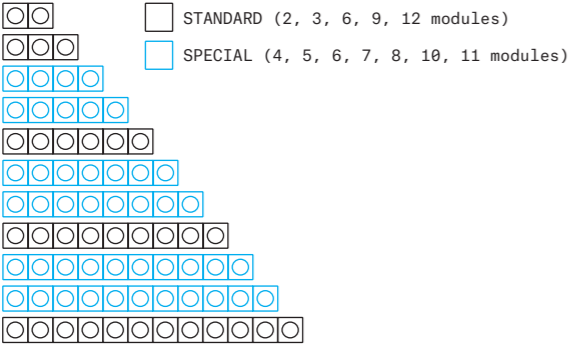 STANDARD (2, 3, 6, 9, 12 modules)
SPECIAL (4, 5, 6, 7, 8, 10, 11 modules)